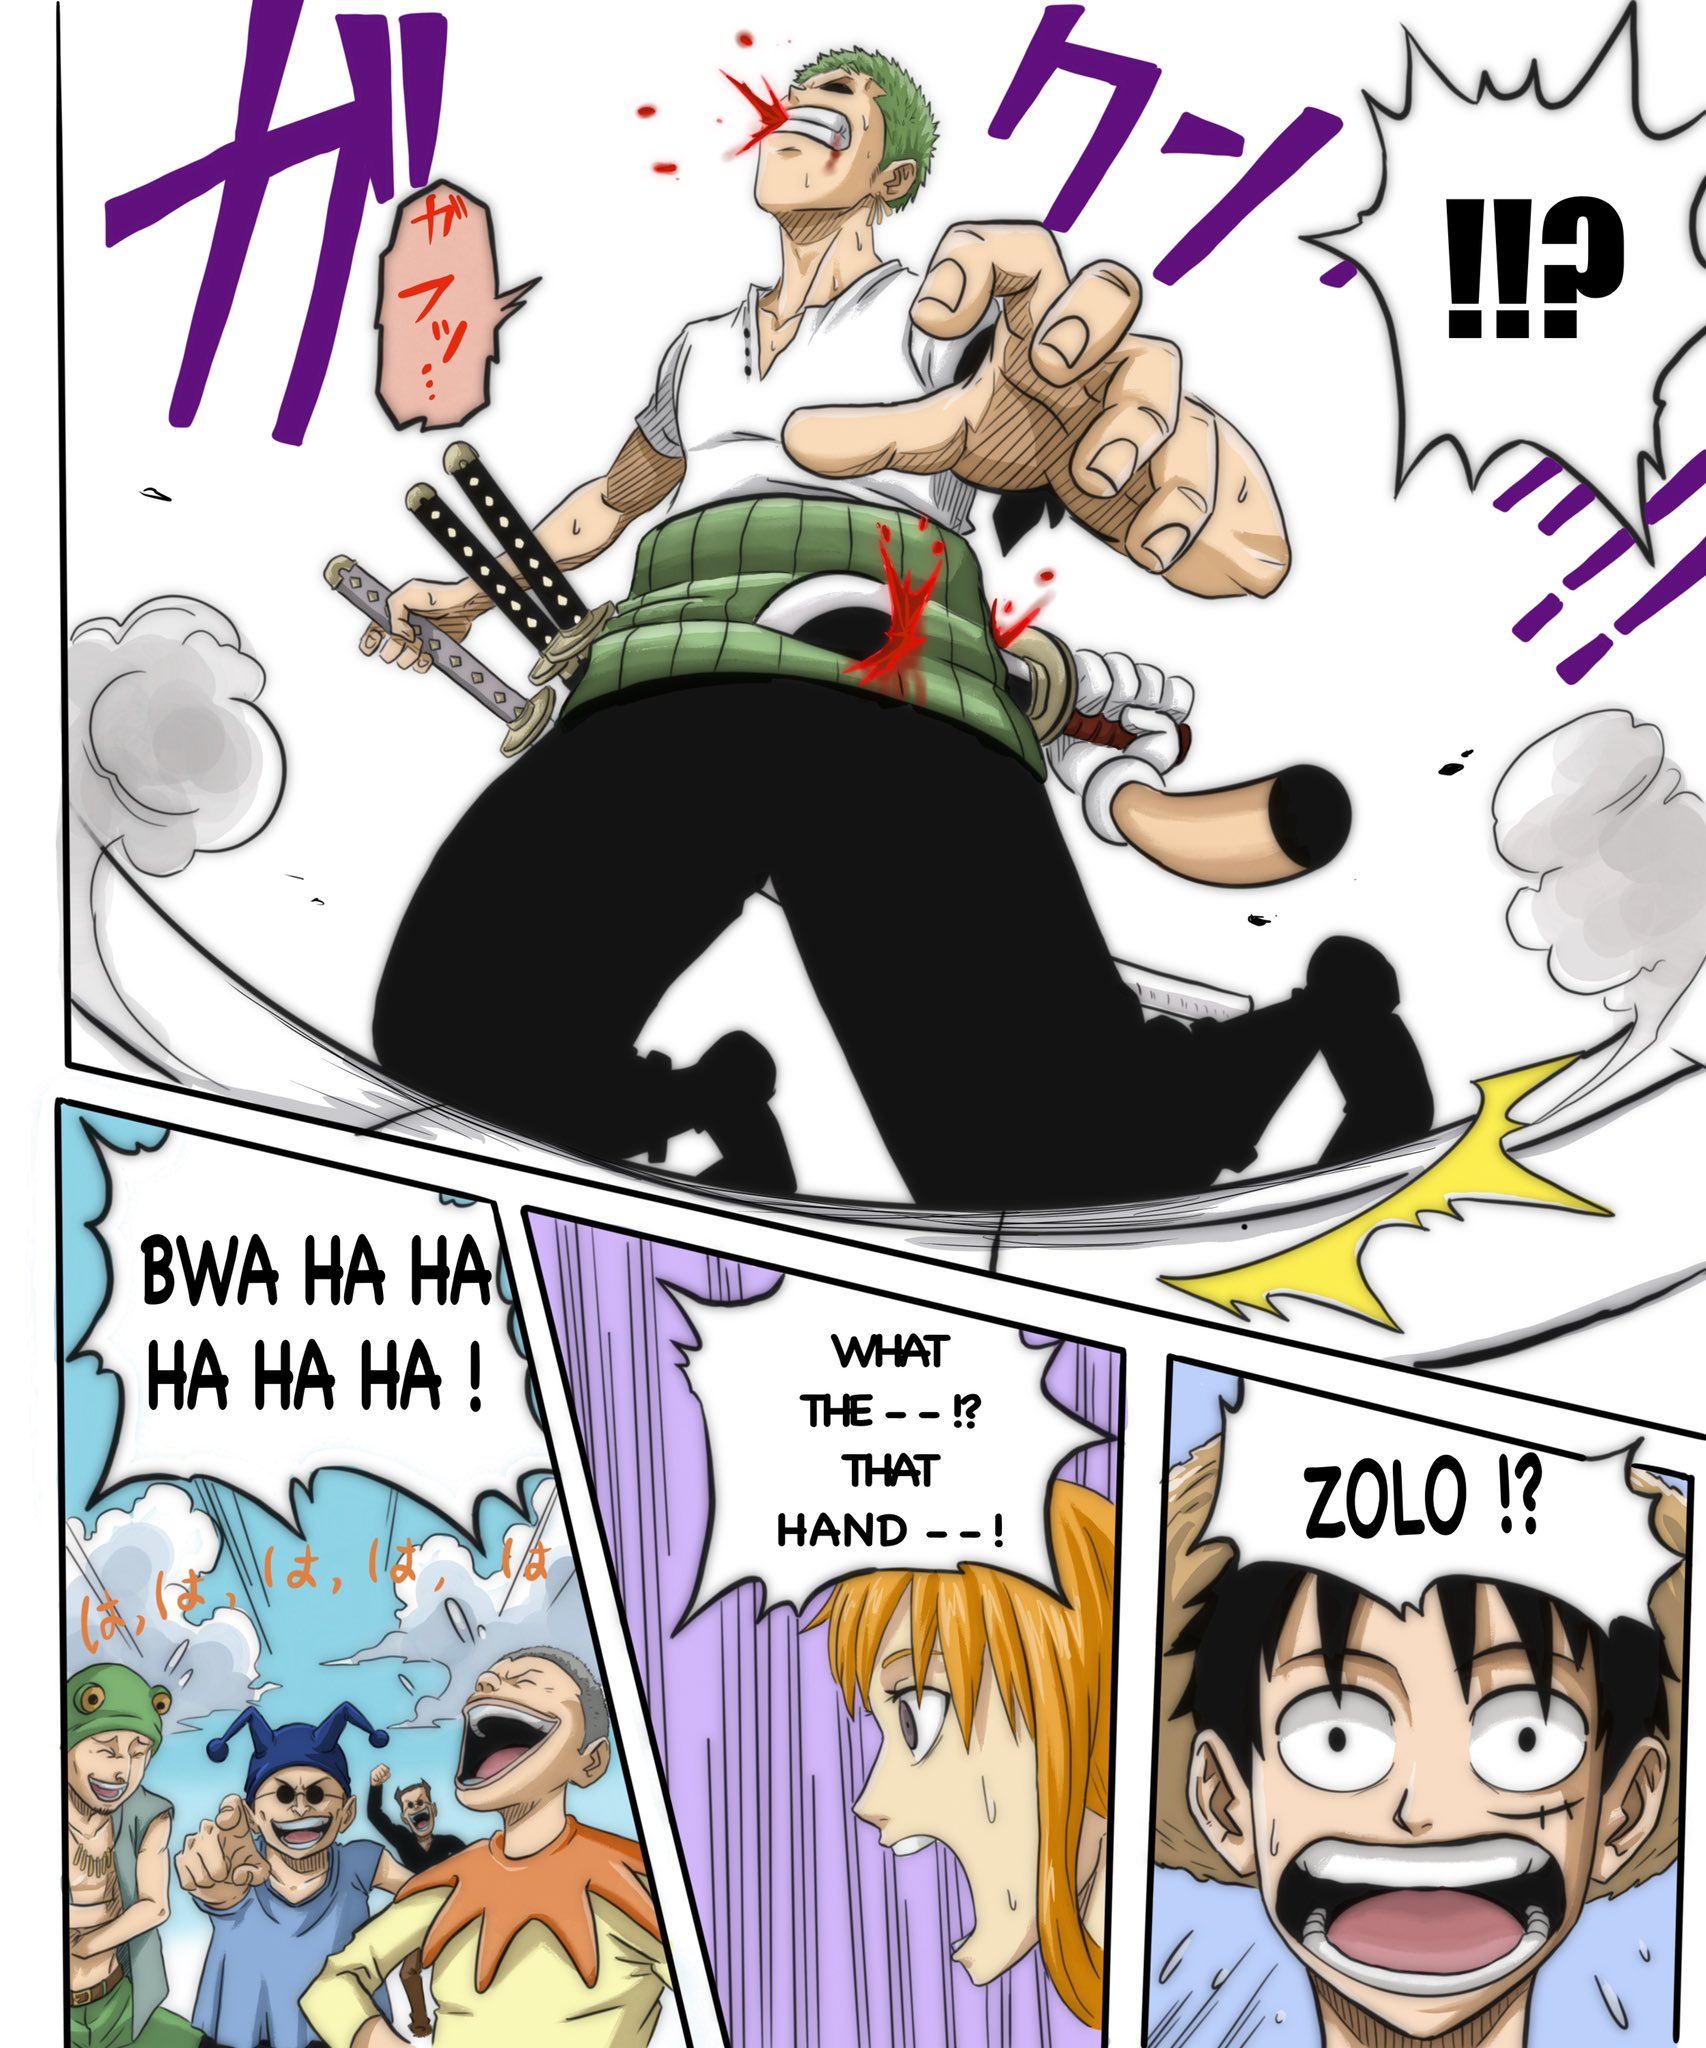 ガクン!!
!!?
ガフッ…
BWA HA HA
HA HA HA !
は,は,は,は,は
WHAT
THE -- !?
THAT
HAND --!
ZOLO !?